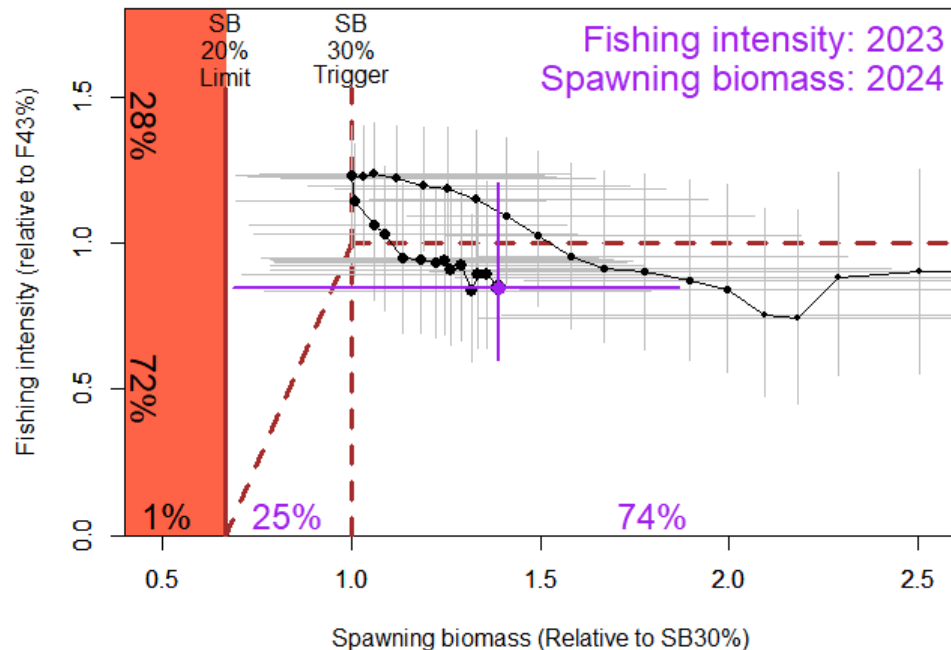 SB
20%
Limit
SB
30%
Trigger
Fishing intensity: 2023
Spawning biomass: 2024
Fishing intensity (relative to F43%)
1.5
1.0
0.5
0.0
28%
72%
1%
25%
74%
0.5
1.0
1.5
2.0
2.5
Spawning biomass (Relative to SB30%)